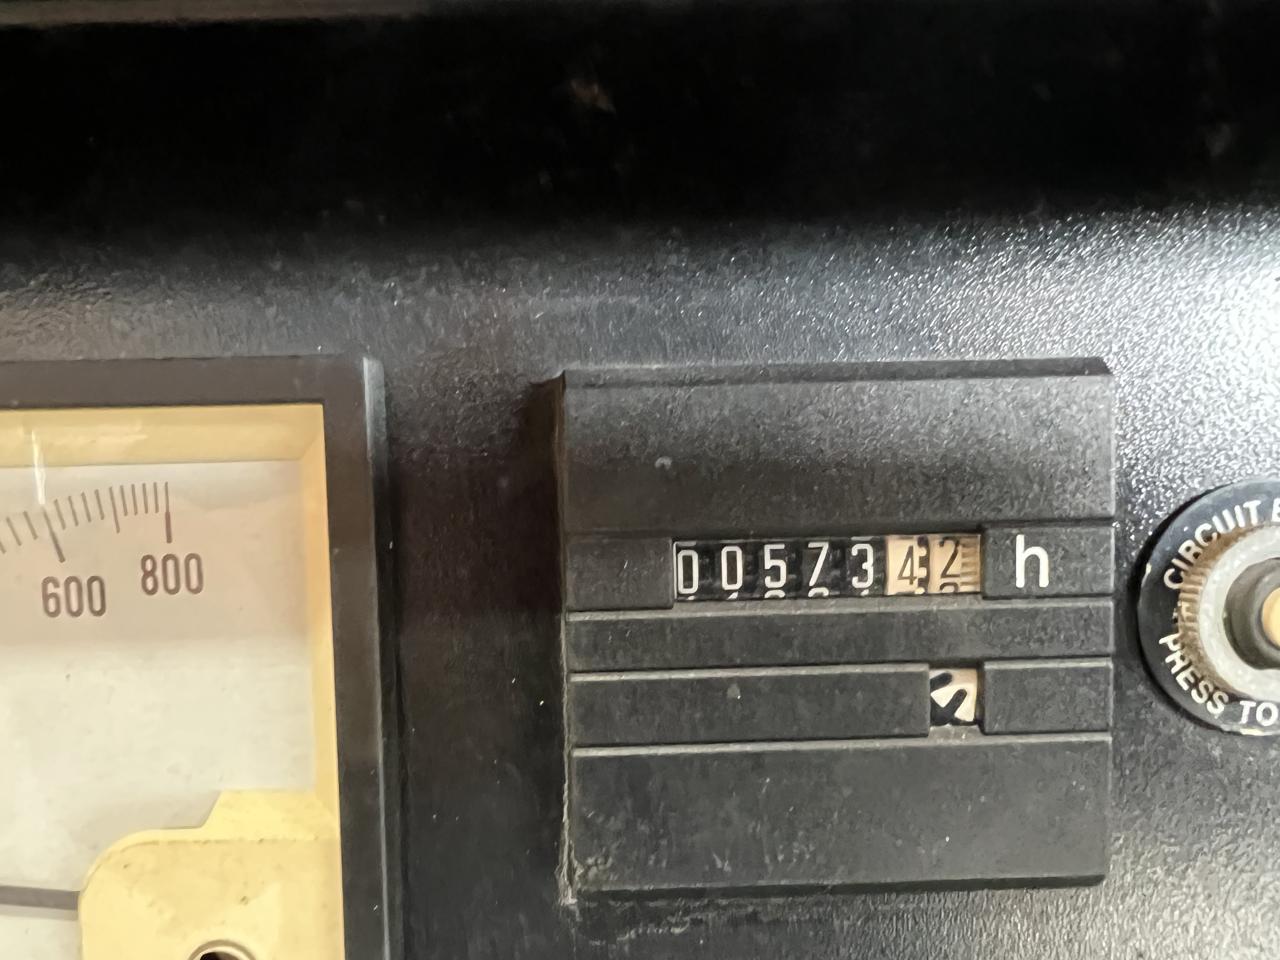 600 800
0057342 h
CIRCUIT
PRESS TO